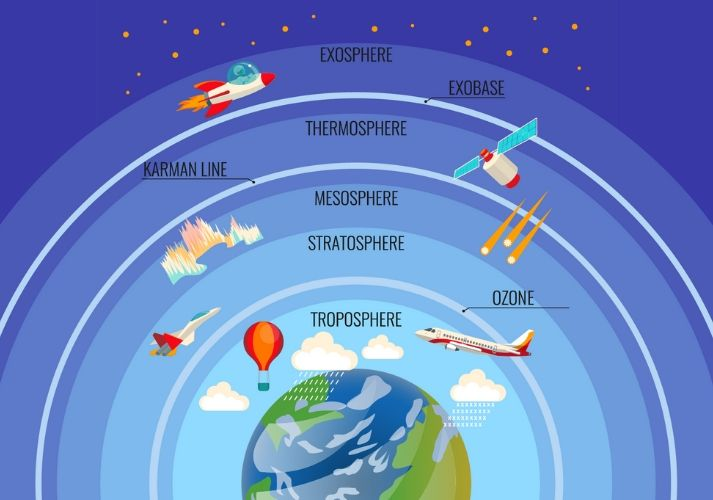 EXOSPHERE
EXOBASE
THERMOSPHERE
KARMAN LINE
MESOSPHERE
STRATOSPHERE
OZONE
TROPOSPHERE